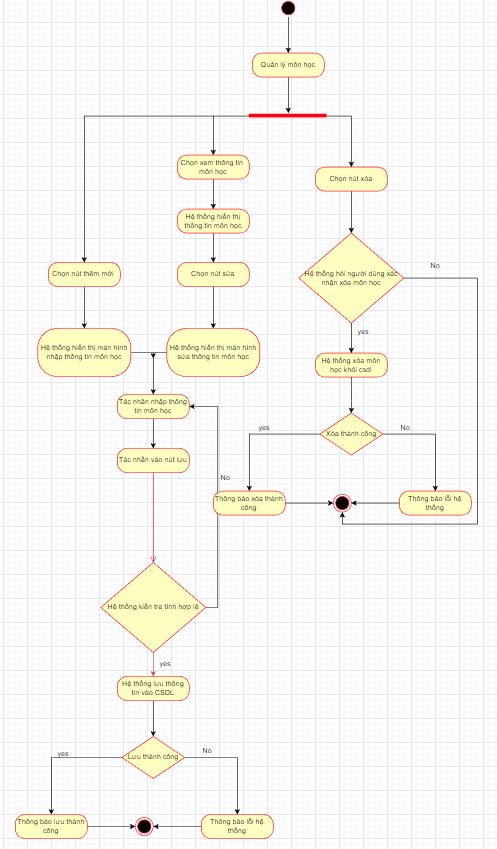 Quản lý môn học
Chọn xem thông tin
môn học
Chọn nút xóa
Hệ thống hiển thị
thông tin môn học
Chọn nút thêm mới
Chọn nút sửa
Hệ thống hỏi người dùng xác
nhận xóa môn học
No
yes
Hệ thống hiển thị màn hình
nhập thông tin môn học
Hệ thống hiển thị màn hình
sửa thông tin môn học
Hệ thống xóa môn
học khỏi csdl
Tác nhân nhập thông
tin môn học
yes
Xóa thành công
No
Tác nhấn vào nút lưu
No
Thông báo xóa thành
công
Thông báo lỗi hệ
thống
Hệ thống kiển tra tính hợp lệ
yes
Hệ thống lưu thông
tin vào CSDL
yes
Lưu thành công
No
Thông báo lưu thành
công
Thông báo lỗi hệ
thống